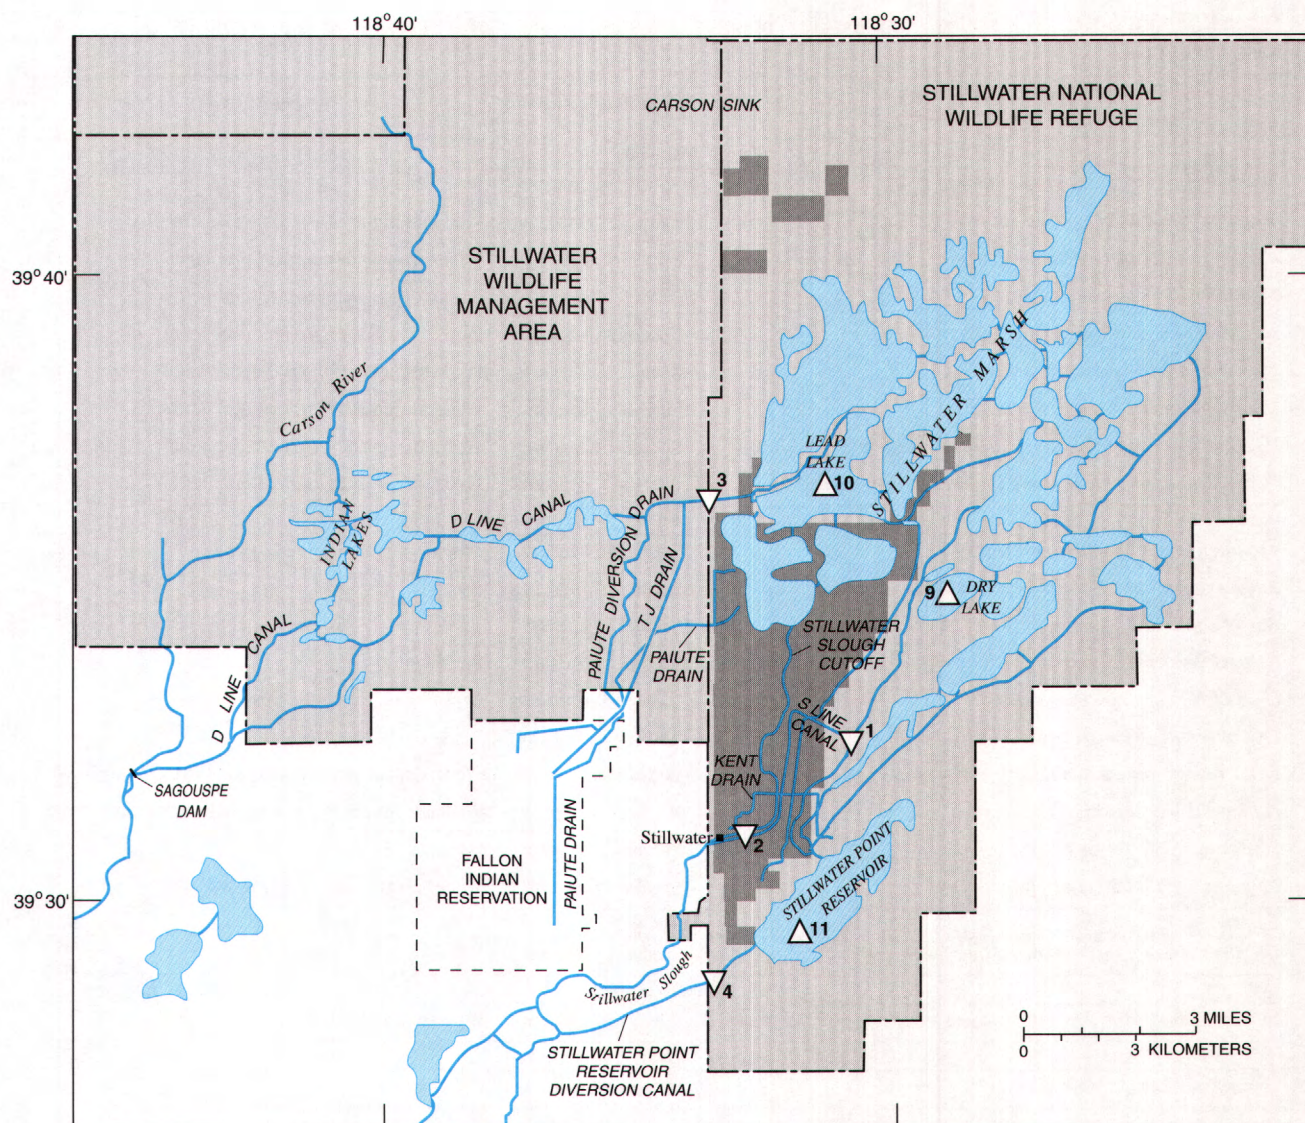 118°40'
118°30'
CARSON SINK
STILLWATER NATIONAL
WILDLIFE REFUGE
STILLWATER
WILDLIFE
MANAGEMENT
AREA
39°40'
Carson River
STILLWATER MARSH
LEAD
LAKE
10
3
INDIAN
LAKES
D LINE CANAL
PAIUTE DIVERSION DRAIN
T J DRAIN
9
DRY
LAKE
PAIUTE
DRAIN
STILLWATER
SLOUGH
CUTOFF
D LINE CANAL
S LINE
CANAL
1
KENT
DRAIN
SAGOUSPE
DAM
Stillwater
2
PAIUTE DRAIN
FALLON
INDIAN
RESERVATION
STILLWATER POINT
RESERVOIR
39°30'
11
Stillwater Slough
4
STILLWATER POINT
RESERVOIR
DIVERSION CANAL
0 3 MILES
0 3 KILOMETERS